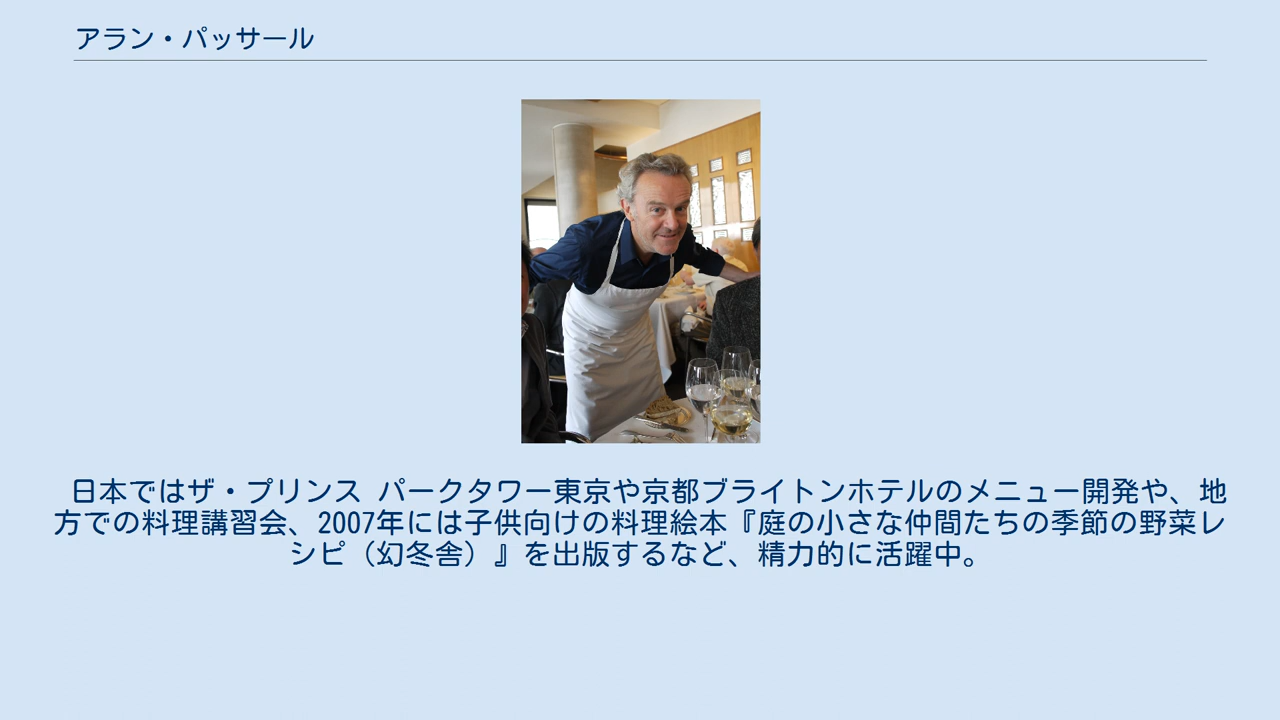 アラン・パッサール
日本ではザ・プリンス パークタワー東京や京都ブライトンホテルのメニュー開発や、地
方での料理講習会、2007年には子供向けの料理絵本『庭の小さな仲間たちの季節の野菜レ
シピ（幻冬舎）』を出版するなど、精力的に活躍中。